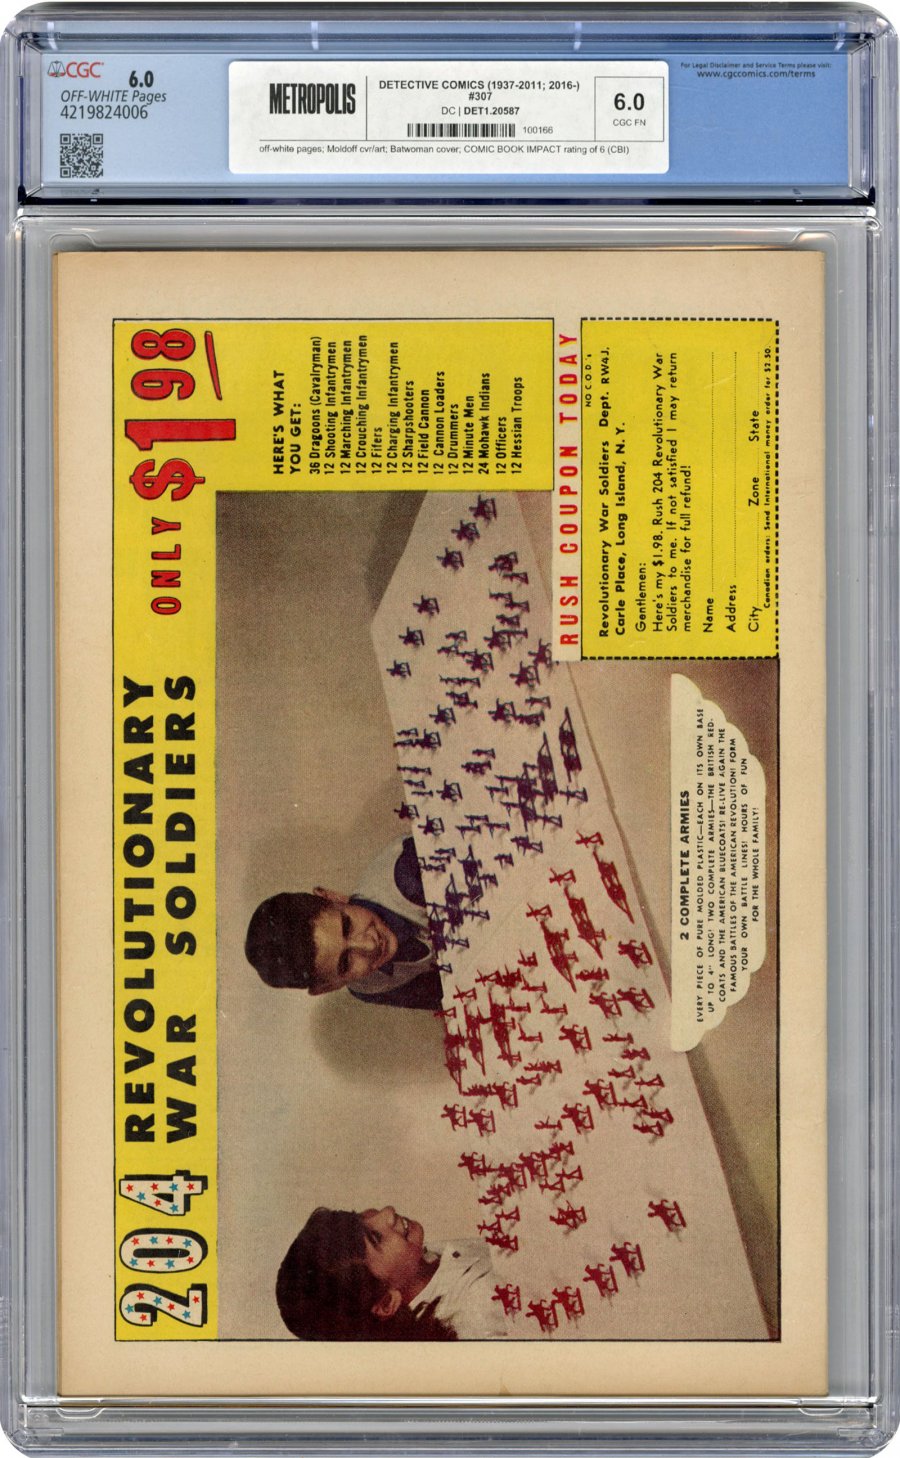 CGC
6.0
OFF-WHITE Pages
4219824006
METROPOLIS
DETECTIVE COMICS (1937-2011; 2016-)
#307
DC | DET1.20587
100166
6.0
CGC FN
off-white pages; Moldoff cvr/art; Batwoman cover; COMIC BOOK IMPACT rating of 6 (CBI)
For Legal Disclaimer and Service Terms please visit:
www.cgccomics.com/terms
204 REVOLUTIONARY
WAR SOLDIERS
ONLY $198
HERE'S WHAT
YOU GET:
36 Dragoons (Cavalryman)
12 Shooting Infantrymen
12 Marching Infantrymen
12 Crouching Infantrymen
12 Fifers
12 Charging Infantrymen
12 Sharpshooters
12 Field Cannon
12 Cannon Loaders
12 Drummers
12 Minute Men
24 Mohawk Indians
12 Officers
12 Hessian Troops
RUSH COUPON TODAY
NO C.O.D.'s
Revolutionary War Soldiers Dept. RW4J.
Carle Place, Long Island, N. Y.
Gentlemen:
Here's my $1.98. Rush 204 Revolutionary War
Soldiers to me. If not satisfied I may return
merchandise for full refund!
Name
Address
City Zone State
Canadian orders: Send International money order for $2.50.
2 COMPLETE ARMIES
EVERY PIECE OF PURE MOLDED PLASTIC—EACH ON ITS OWN BASE
UP TO 4" LONG! TWO COMPLETE ARMIES—THE BRITISH RED-
COATS AND THE AMERICAN BLUECOATS! RE-LIVE AGAIN THE
FAMOUS BATTLES OF THE AMERICAN REVOLUTION! FORM
YOUR OWN BATTLE LINES! HOURS OF FUN
FOR THE WHOLE FAMILY!